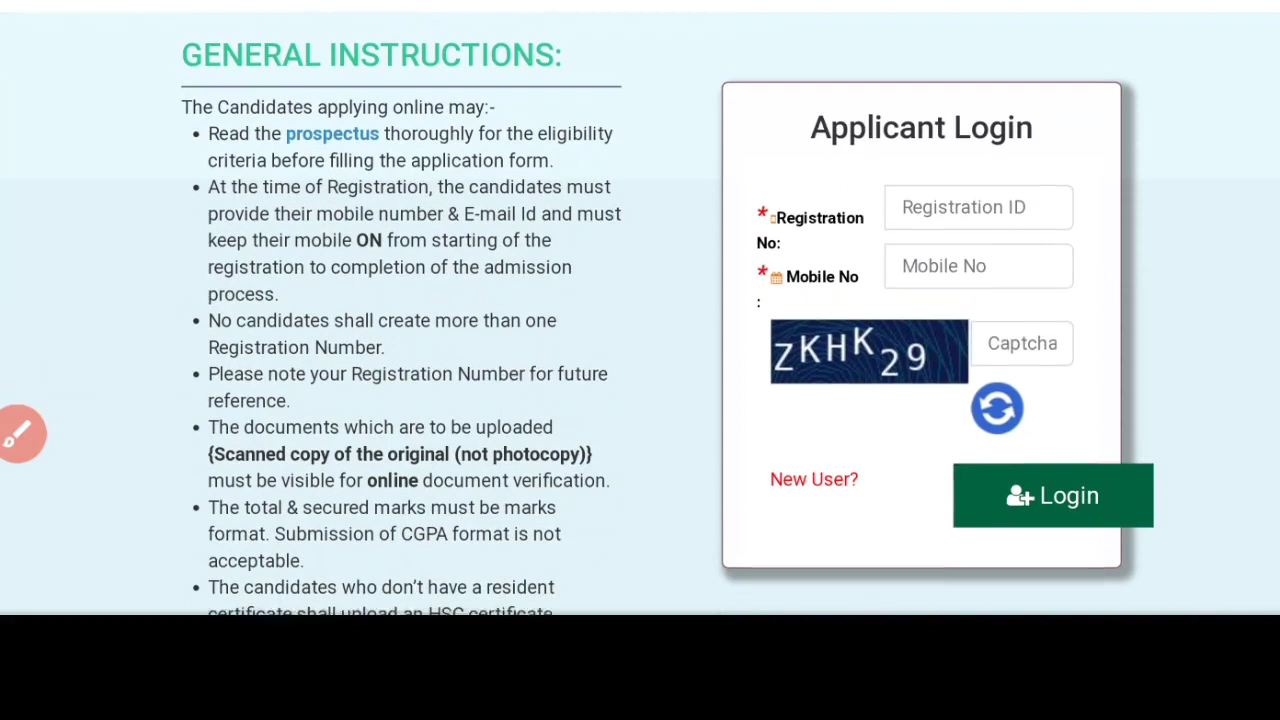 GENERAL INSTRUCTIONS:
The Candidates applying online may:-
Read the prospectus thoroughly for the eligibility
criteria before filling the application form.
At the time of Registration, the candidates must
provide their mobile number & E-mail Id and must
keep their mobile ON from starting of the
registration to completion of the admission
process.
No candidates shall create more than one
Registration Number.
Please note your Registration Number for future
reference.
The documents which are to be uploaded
{Scanned copy of the original (not photocopy)}
must be visible for online document verification.
The total & secured marks must be marks
format. Submission of CGPA format is not
acceptable.
The candidates who don’t have a resident
certificate shall upload an HSC certificate
Applicant Login
* Registration
No:
Registration ID
* Mobile No
:
Mobile No
ZKHK29
Captcha
New User?
Login